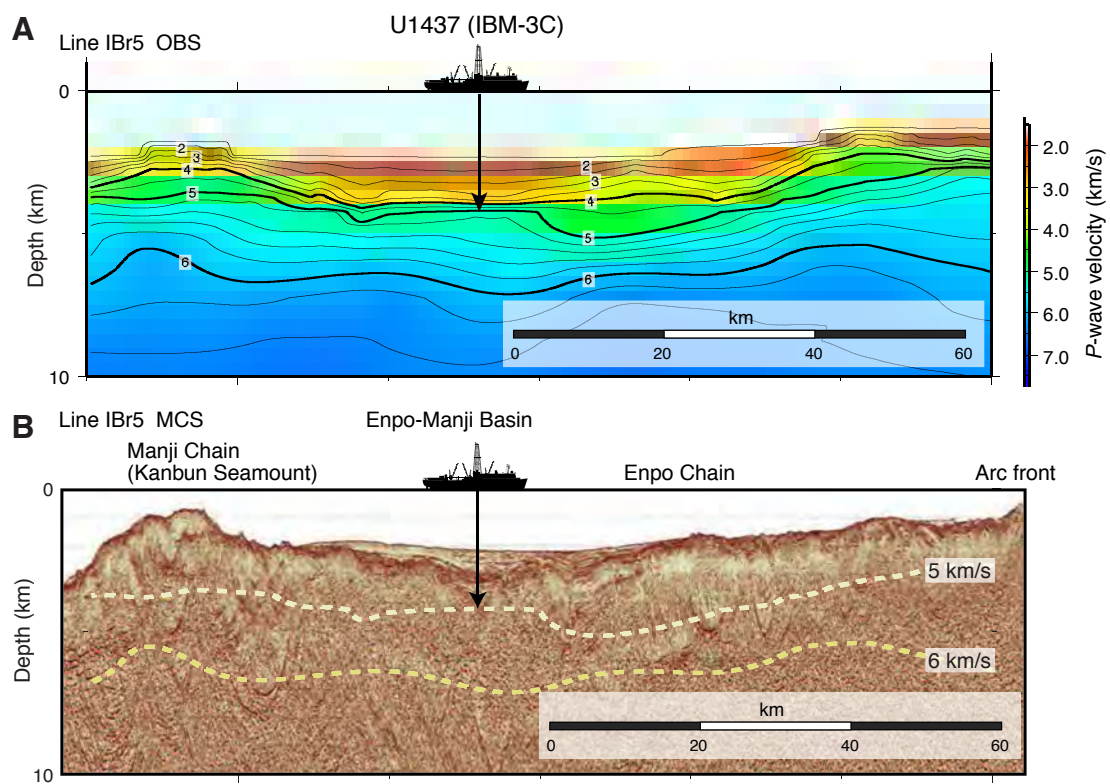 A
Line IBr5 OBS
U1437 (IBM-3C)
0
10
Depth (km)
2
3
4
5
6
2
3
4
5
6
km
0 20 40 60
2.0
3.0
4.0
5.0
6.0
7.0
P-wave velocity (km/s)
B
Line IBr5 MCS
Enpo-Manji Basin
Manji Chain
(Kanbun Seamount)
Enpo Chain
Arc front
0
10
Depth (km)
5 km/s
6 km/s
km
0 20 40 60